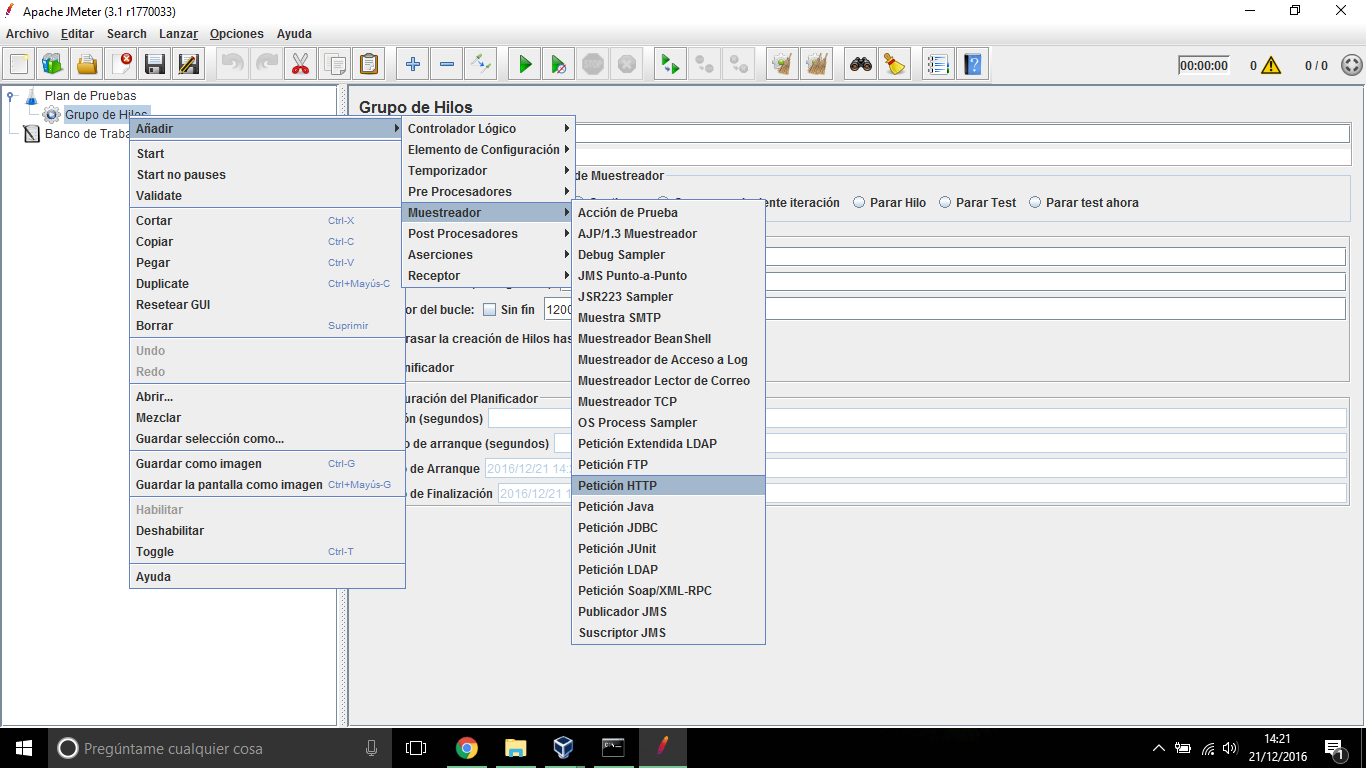 Apache JMeter (3.1 r1770033)
Archivo Editar Search Lanzar Opciones Ayuda
00:00:00 0 0 / 0
Plan de Pruebas
Grupo de Hilos
Banco de Traba
Añadir
Start
Start no pauses
Validate
Cortar Ctrl-X
Copiar Ctrl-C
Pegar Ctrl-V
Duplicate Ctrl+Mayús-C
Resetear GUI
Borrar Suprimir
Undo
Redo
Abrir...
Mezclar
Guardar selección como...
Guardar como imagen Ctrl-G
Guardar la pantalla como imagen Ctrl+Mayús-G
Habilitar
Deshabilitar
Toggle Ctrl-T
Ayuda
Controlador Lógico
Elemento de Configuración
Temporizador
Pre Procesadores
Muestreador
Post Procesadores
Aserciones
Receptor
Acción de Prueba
AJP/1.3 Muestreador
Debug Sampler
JMS Punto-a-Punto
JSR223 Sampler
Muestra SMTP
Muestreador BeanShell
Muestreador de Acceso a Log
Muestreador Lector de Correo
Muestreador TCP
OS Process Sampler
Petición Extendida LDAP
Petición FTP
Petición HTTP
Petición Java
Petición JDBC
Petición JUnit
Petición LDAP
Petición Soap/XML-RPC
Publicador JMS
Suscriptor JMS
Grupo de Hilos
de Muestreador
iteración Parar Hilo Parar Test Parar test ahora
or del bucle: Sin fin 1200
rasar la creación de Hilos has
nificador
uración del Planificador
ón (segundos)
o de arranque (segundos)
o de Arranque 2016/12/21 14:2
o de Finalización 2016/12/21 1
Pregúntame cualquier cosa
14:21
21/12/2016
1